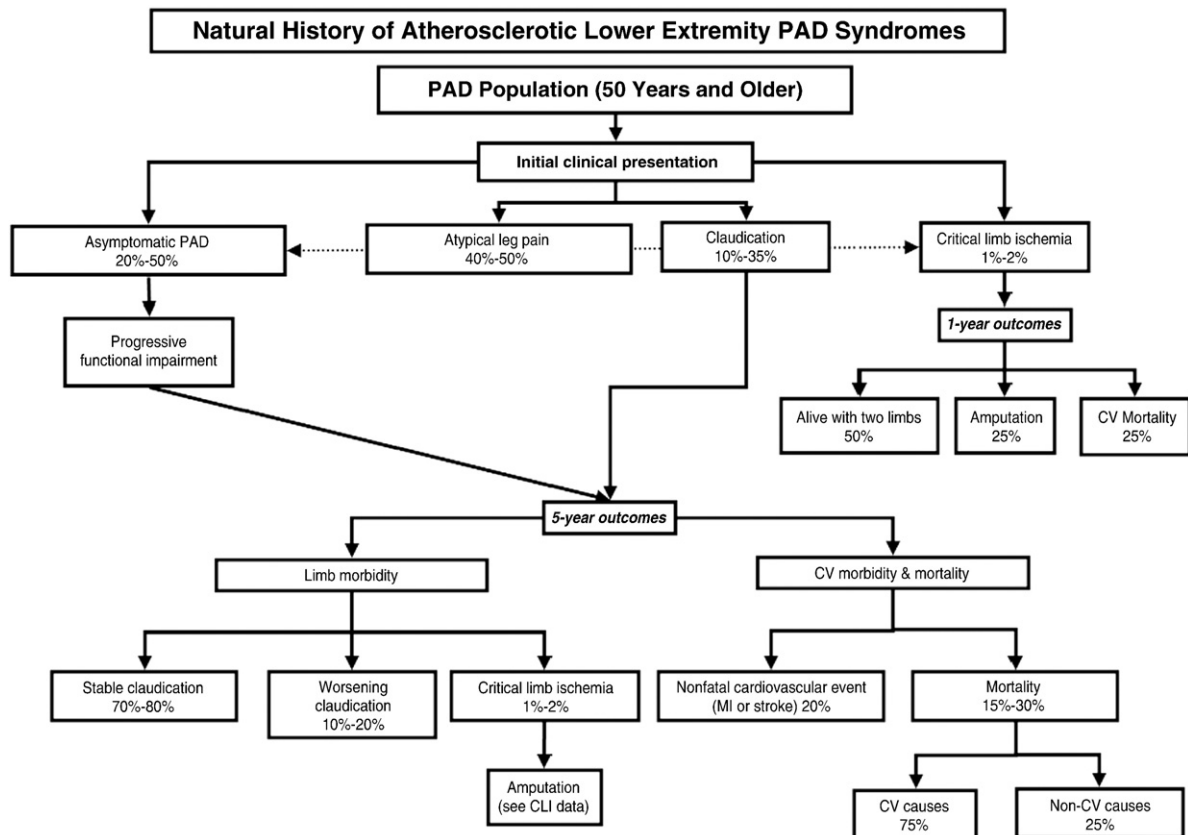 Natural History of Atherosclerotic Lower Extremity PAD Syndromes
PAD Population (50 Years and Older)
Initial clinical presentation
Asymptomatic PAD
20%-50%
Atypical leg pain
40%-50%
Claudication
10%-35%
Critical limb ischemia
1%-2%
Progressive
functional impairment
1-year outcomes
Alive with two limbs
50%
Amputation
25%
CV Mortality
25%
5-year outcomes
Limb morbidity
CV morbidity & mortality
Stable claudication
70%-80%
Worsening
claudication
10%-20%
Critical limb ischemia
1%-2%
Nonfatal cardiovascular event
(MI or stroke) 20%
Mortality
15%-30%
Amputation
(see CLI data)
CV causes
75%
Non-CV causes
25%